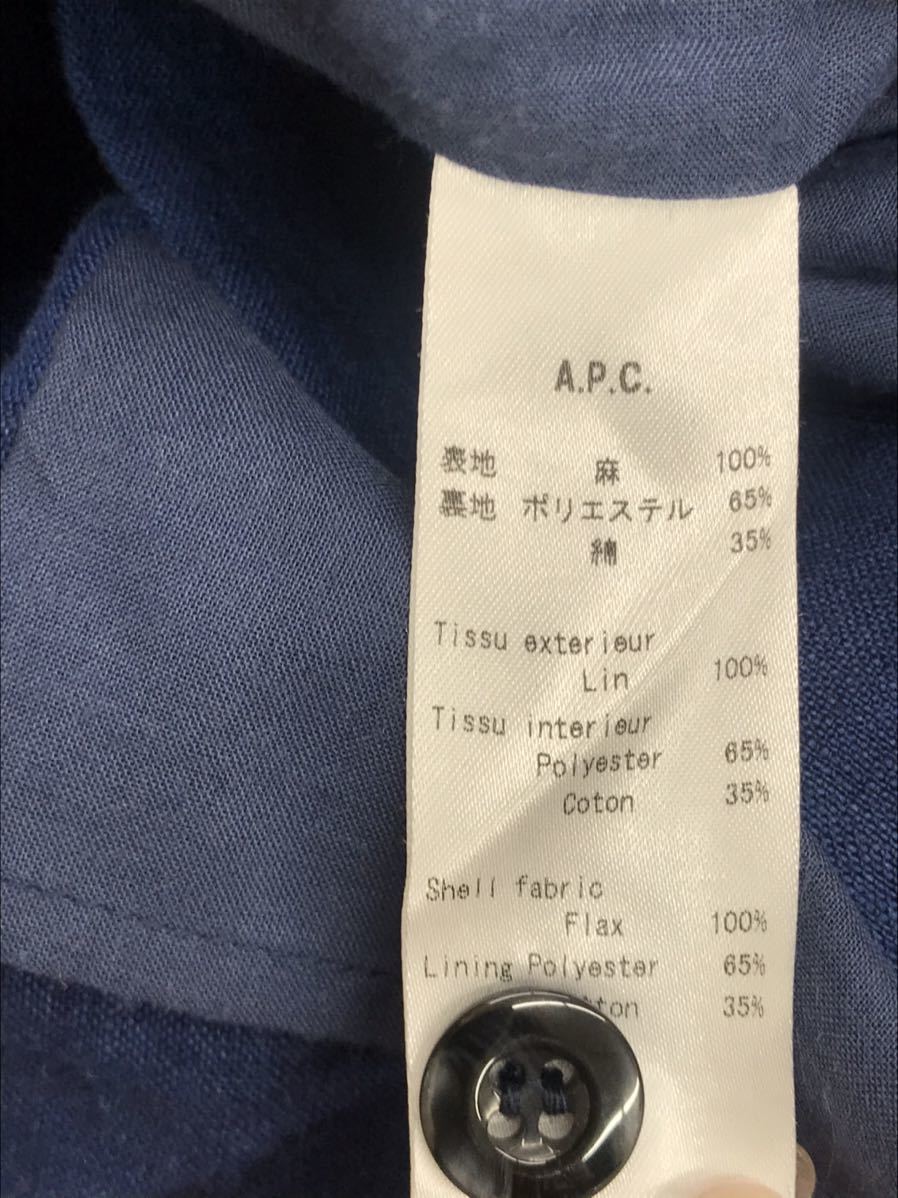 A.P.C.
表地 麻 100%
裏地 ポリエステル 65%
綿 35%
Tissu exterieur
Lin 100%
Tissu interieur
Polyester 65%
Coton 35%
Shell fabric
Flax 100%
Lining Polyester 65%
tton 35%